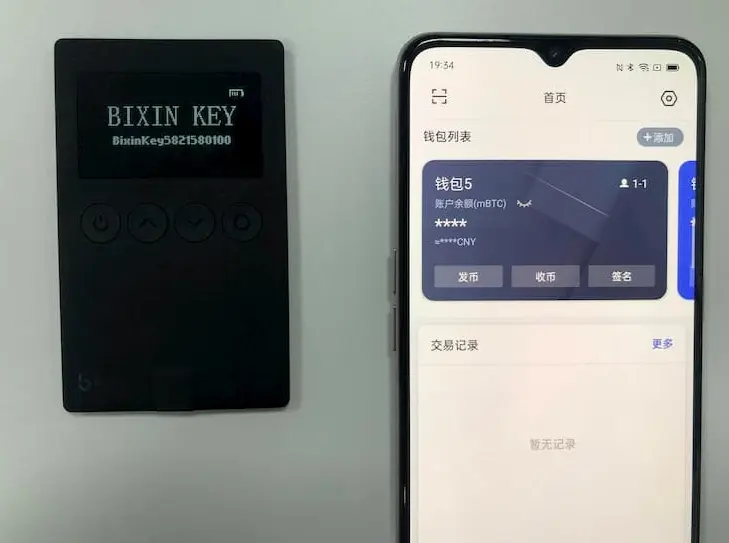 BIXIN KEY
BixinKey5821580100
19:34
首页
钱包列表
+添加
钱包5
1-1
账户余额(mBTC)
****
≈****CNY
发币
收币
签名
交易记录
更多
暂无记录